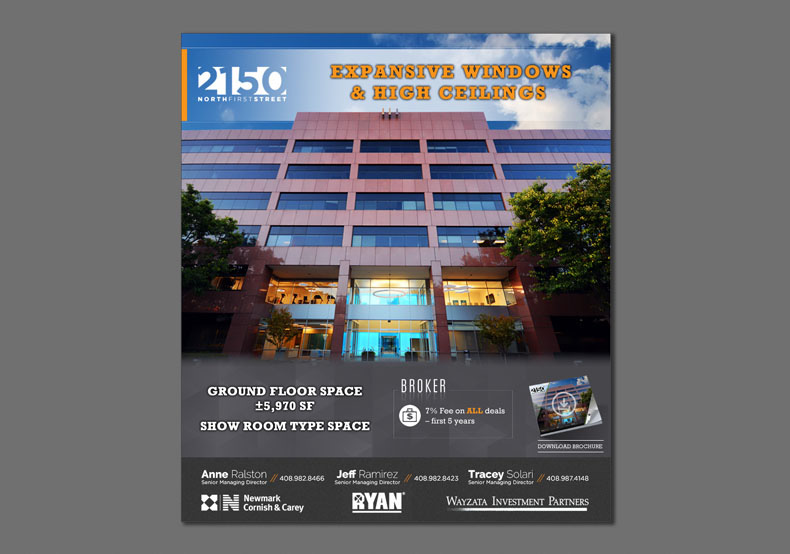 2150
NORTHFIRSTSTREET
EXPANSIVE WINDOWS
& HIGH CEILINGS
GROUND FLOOR SPACE
±5,970 SF
SHOW ROOM TYPE SPACE
BROKER
7% Fee on ALL deals
– first 5 years
2150
DOWNLOAD BROCHURE
Anne Ralston // 408.982.8466
Senior Managing Director
Jeff Ramirez // 408.982.8423
Senior Managing Director
Tracey Solari // 408.987.4148
Senior Managing Director
Newmark
Cornish & Carey
RYAN
WAYZATA INVESTMENT PARTNERS